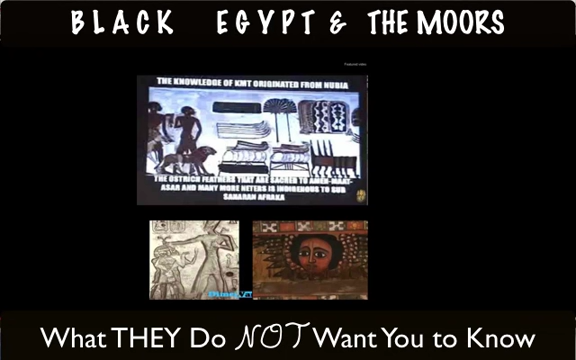 BLACK EGYPT & THE MOORS
Featured video
THE KNOWLEDGE OF KMT ORIGINATED FROM NUBIA
THE OSTRICH FEATHERS THAT ARE SACRED TO AMEN-MAAT-
ASAR AND MANY MORE NETERS IS INDIGENOUS TO SUB
SAHARAN AFRAKA
What THEY Do NOT Want You to Know